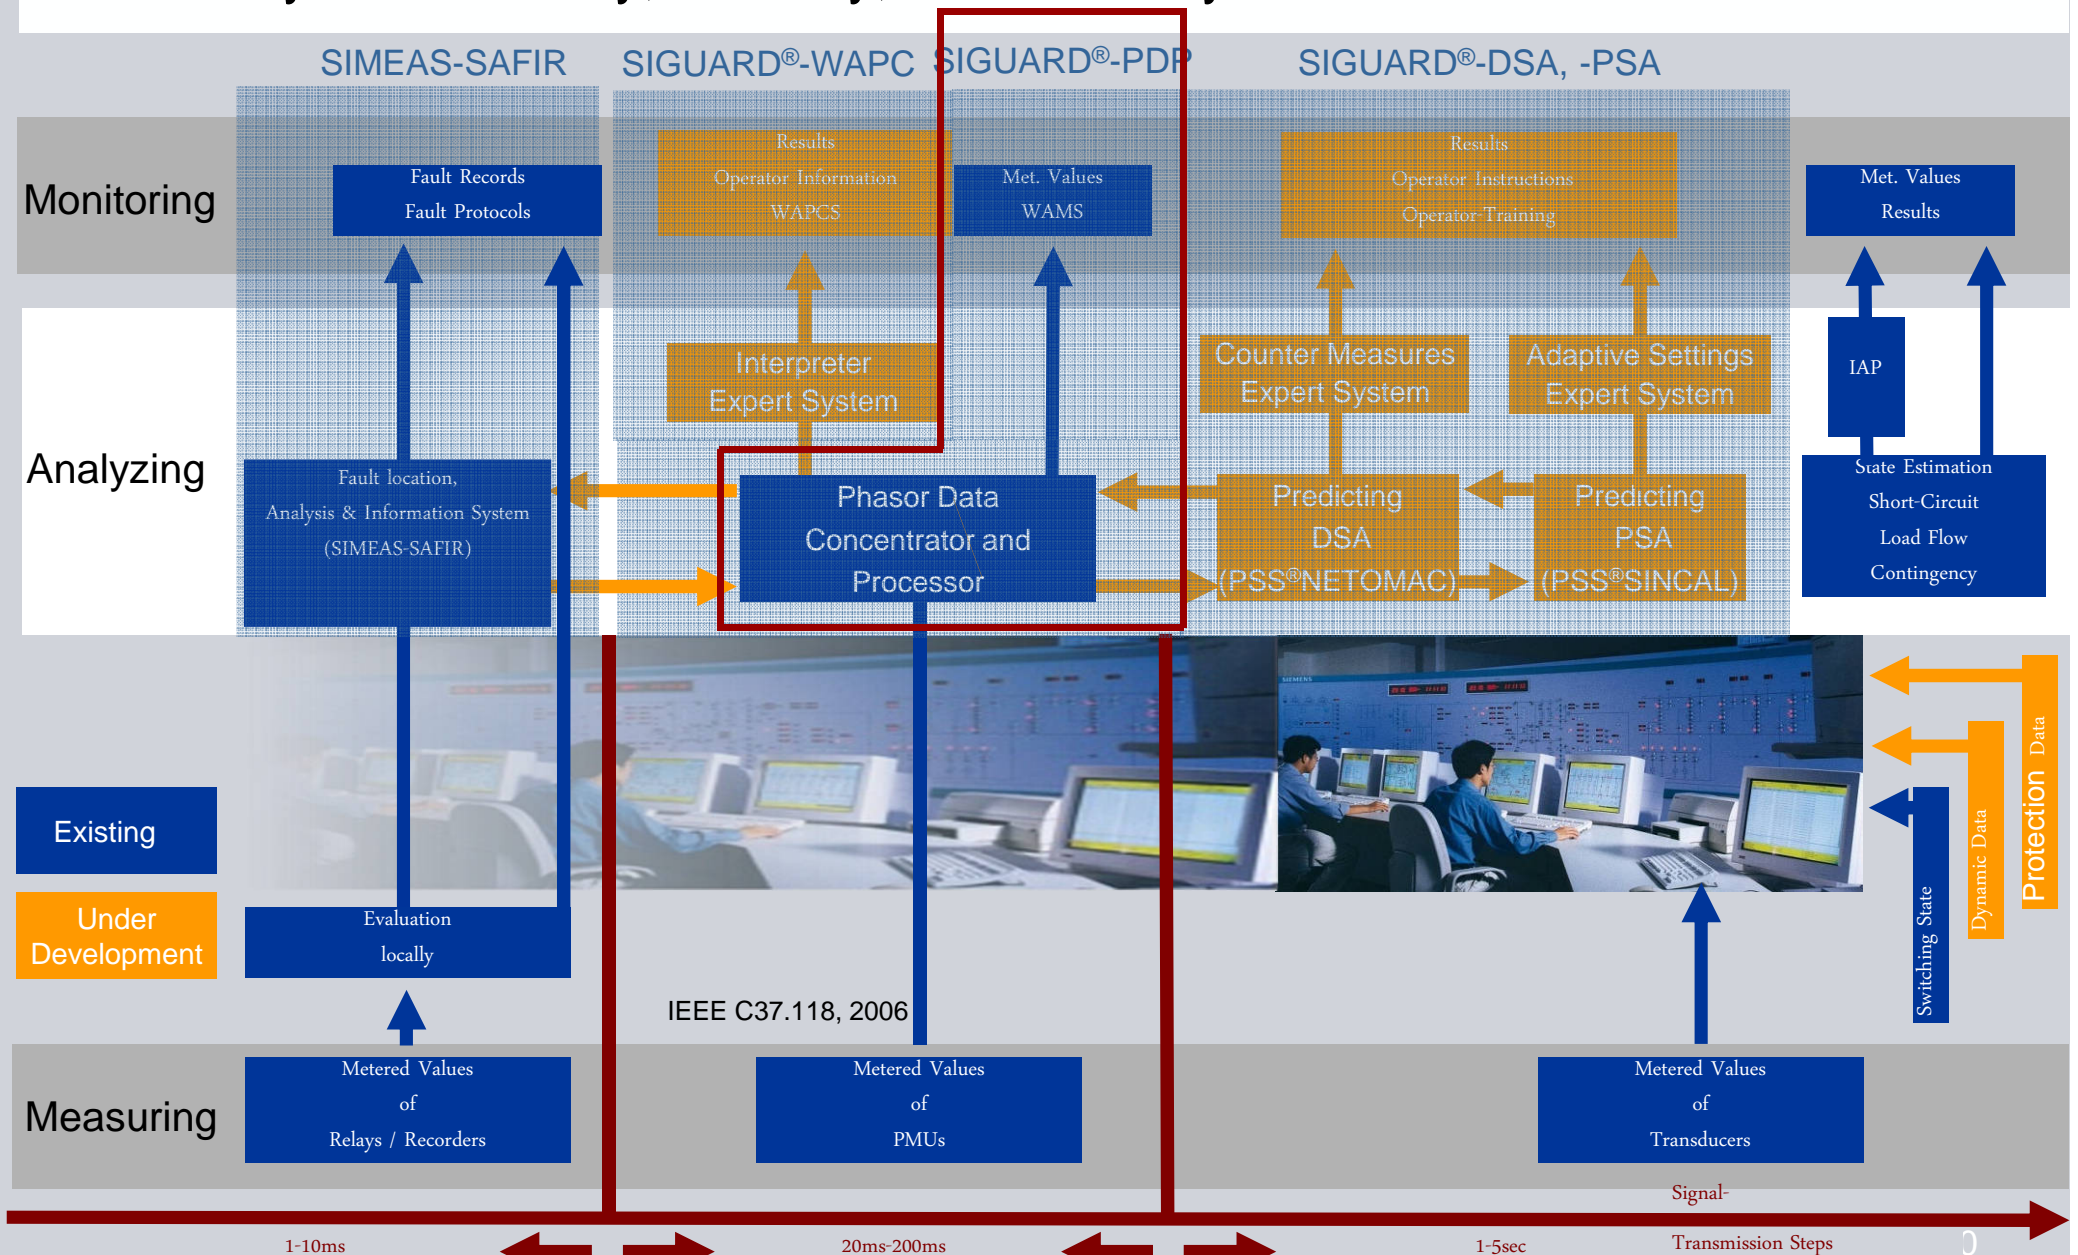 SIMEAS-SAFIR
SIGUARD®-WAPC
SIGUARD®-PDP
SIGUARD®-DSA, -PSA
Monitoring
Fault Records
Fault Protocols
Results
Operator Information
WAPCS
Met. Values
WAMS
Results
Operator Instructions
Operator-Training
Met. Values
Results
Analyzing
Interpreter
Expert System
Counter Measures
Expert System
Adaptive Settings
Expert System
IAP
Fault location,
Analysis & Information System
(SIMEAS-SAFIR)
Phasor Data
Concentrator and
Processor
Predicting
DSA
(PSS®NETOMAC)
Predicting
PSA
(PSS®SINCAL)
State Estimation
Short-Circuit
Load Flow
Contingency
SIEMENS
Existing
Under
Development
Evaluation
locally
Switching State
Dynamic Data
Protection Data
IEEE C37.118, 2006
Measuring
Metered Values
of
Relays / Recorders
Metered Values
of
PMUs
Metered Values
of
Transducers
Signal-
Transmission Steps
1-10ms
20ms-200ms
1-5sec